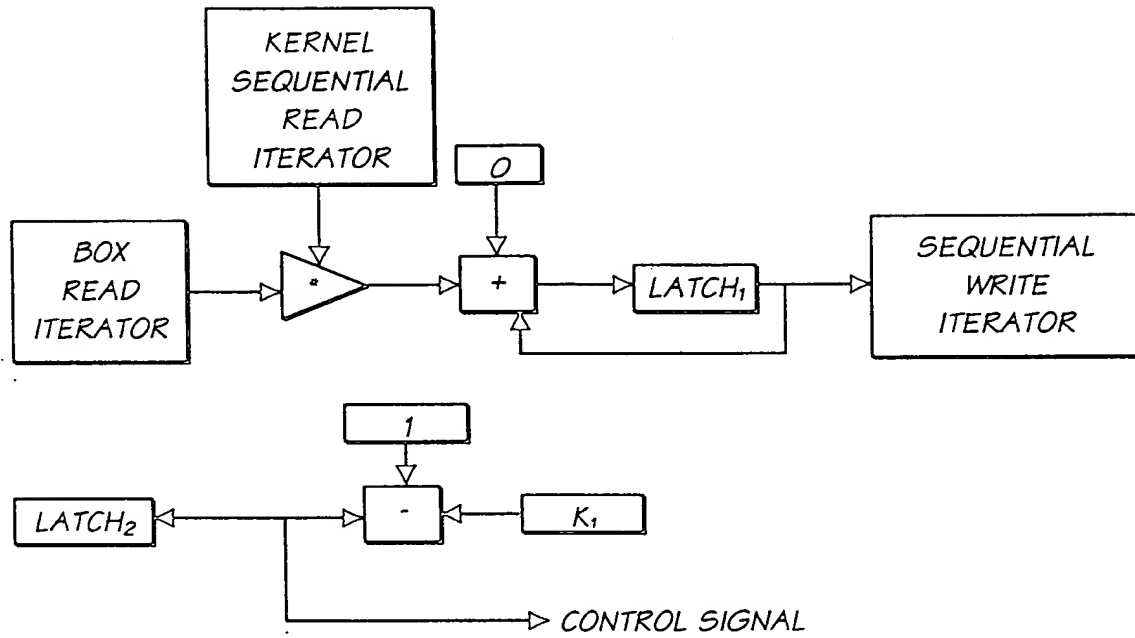 KERNEL
SEQUENTIAL
READ
ITERATOR
0
BOX
READ
ITERATOR
*
+
LATCH₁
SEQUENTIAL
WRITE
ITERATOR
1
LATCH₂
-
K₁
CONTROL SIGNAL